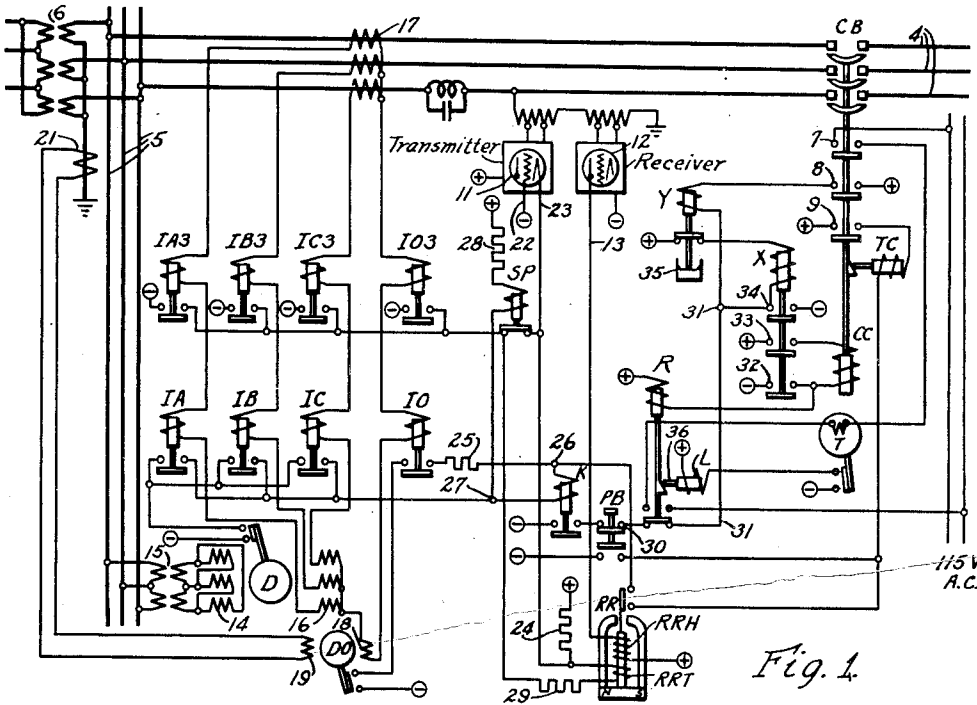 6
17
CB
4
5
21
Transmitter
12
Receiver
11
22
23
13
28
SP
Y
35
7
8
9
TC
X
31
34
33
32
CC
IA3
IB3
IC3
IO3
R
IA
IB
IC
IO
25
26
K
27
PB
30
36
L
T
31
115 V
A.C.
15
D
14
16
18
DO
19
24
RR
RRH
RRT
29
N
S
Fig. 1.